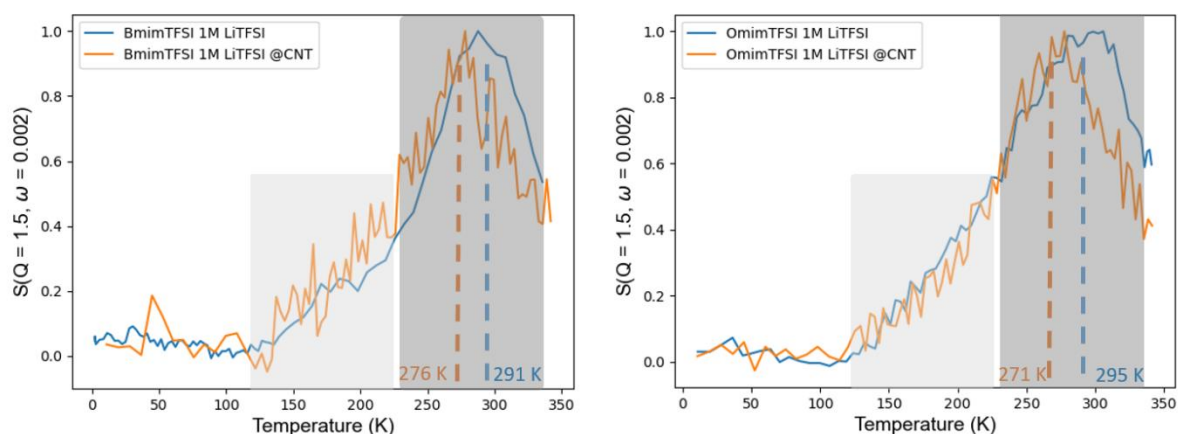 BmimTFSI 1M LiTFSI
BmimTFSI 1M LiTFSI @CNT
S(Q = 1.5, ω = 0.002)
1.0
0.8
0.6
0.4
0.2
0.0
276 K
291 K
0 50 100 150 200 250 300 350
Temperature (K)
OmimTFSI 1M LiTFSI
OmimTFSI 1M LiTFSI @CNT
S(Q = 1.5, ω = 0.002)
1.0
0.8
0.6
0.4
0.2
0.0
271 K
295 K
0 50 100 150 200 250 300 350
Temperature (K)